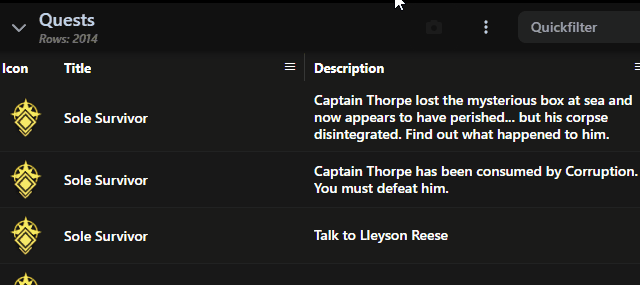 Quests
Rows: 2014
Quickfilter
Icon Title Description
Sole Survivor
Captain Thorpe lost the mysterious box at sea and
now appears to have perished... but his corpse
disintegrated. Find out what happened to him.
Sole Survivor
Captain Thorpe has been consumed by Corruption.
You must defeat him.
Sole Survivor
Talk to Lleyson Reese